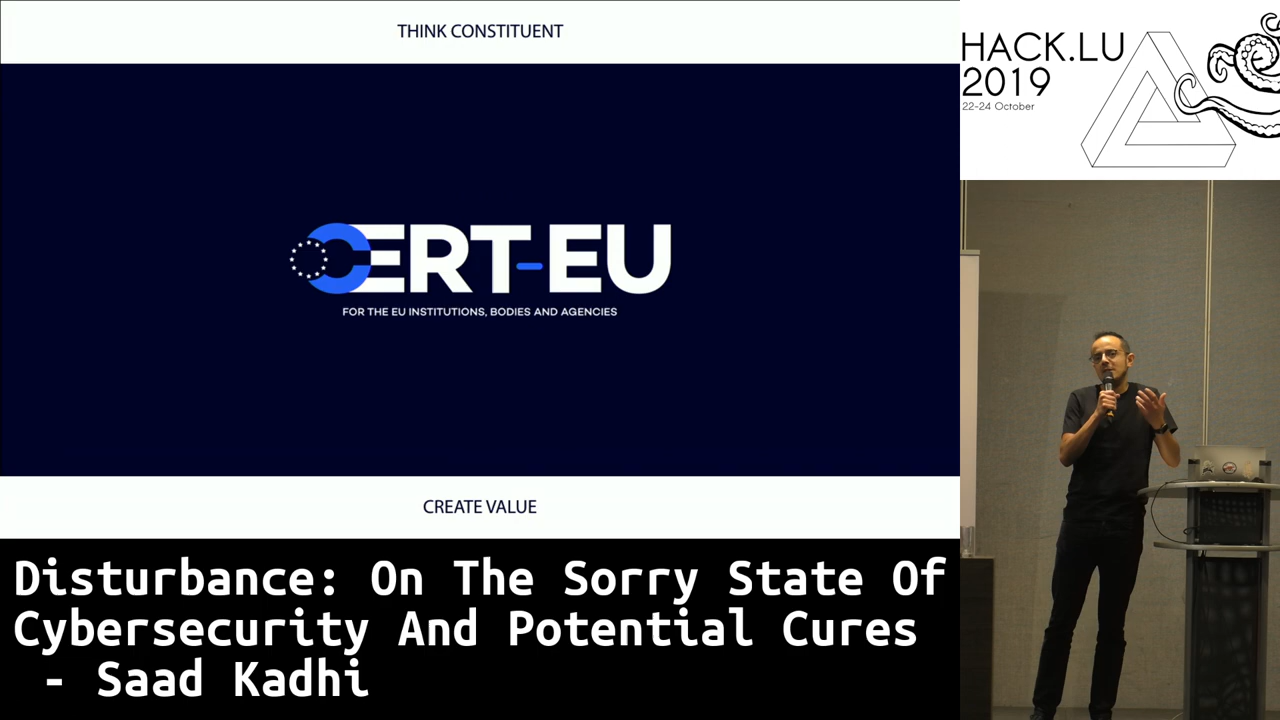 THINK CONSTITUENT
HACK.LU
2019
22-24 October
CERT-EU
FOR THE EU INSTITUTIONS, BODIES AND AGENCIES
CREATE VALUE
Disturbance: On The Sorry State Of
Cybersecurity And Potential Cures
- Saad Kadhi